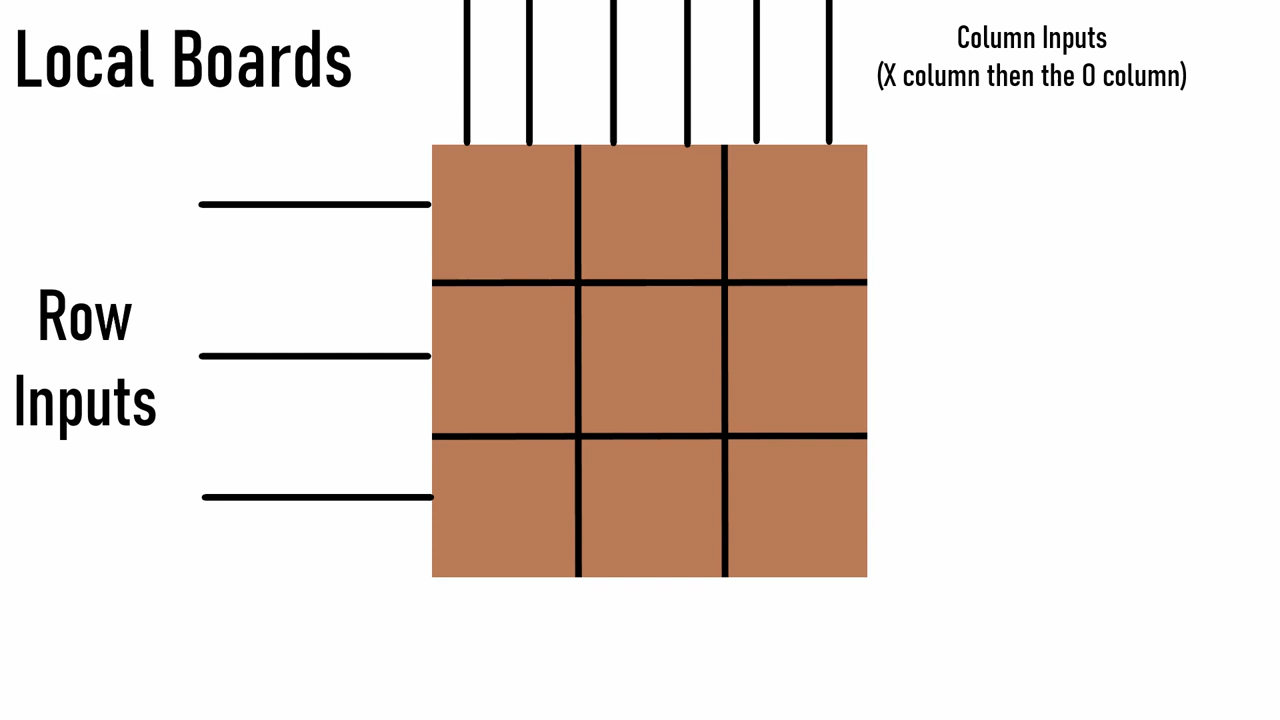 Local Boards
Column Inputs
(X column then the O column)
Row
Inputs